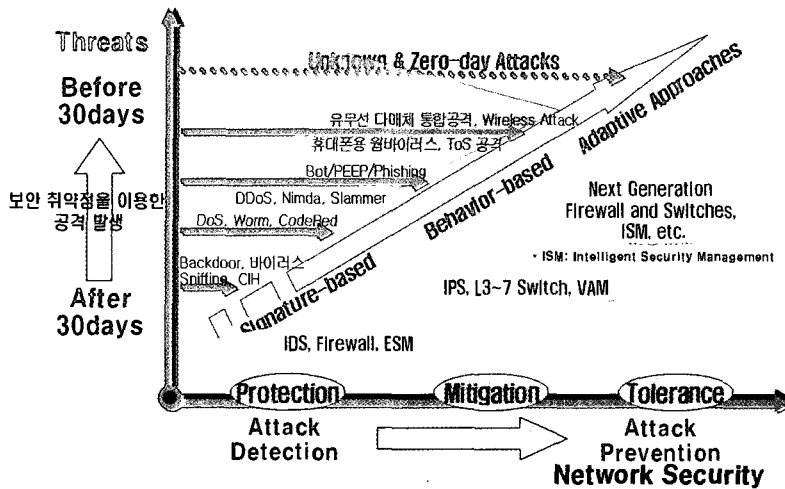 Threats
Unknown & Zero-day Attacks
Before
30days
유무선 다매체 통합공격, Wireless Attack
휴대폰용 웜바이러스, ToS 공격
Bot/PEEP/Phishing
DDoS, Nimda, Slammer
보안 취약점을 이용한
공격 발생
DoS, Worm, CodeRed
Backdoor, 바이러스
Sniffing, CIH
After
30days
Signature-based
Behavior-based
Adaptive Approaches
Next Generation
Firewall and Switches,
ISM, etc.
* ISM: Intelligent Security Management
IPS, L3~7 Switch, VAM
IDS, Firewall, ESM
Protection
Mitigation
Tolerance
Attack
Detection
Attack
Prevention
Network Security